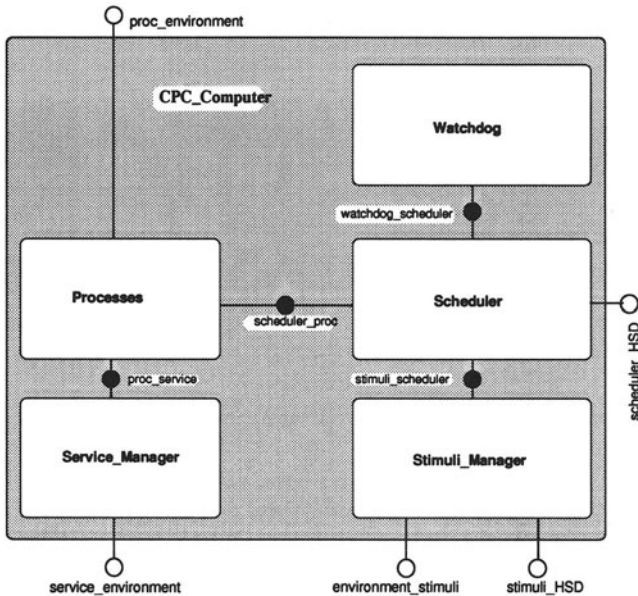 proc_environment
CPC_Computer
Watchdog
watchdog_scheduler
Processes
Scheduler
scheduler_proc
scheduler_HSD
proc_service
stimuli_scheduler
Service_Manager
Stimuli_Manager
service_environment
environment_stimuli
stimuli_HSD